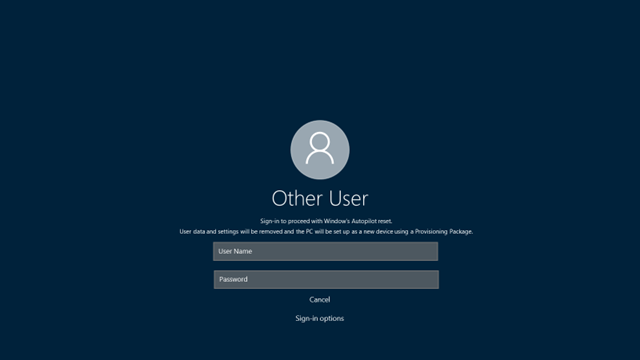 Other User
Sign-in to proceed with Window's Autopilot reset.
User data and settings will be removed and the PC will be set up as a new device using a Provisioning Package.
User Name
Password
Cancel
Sign-in options